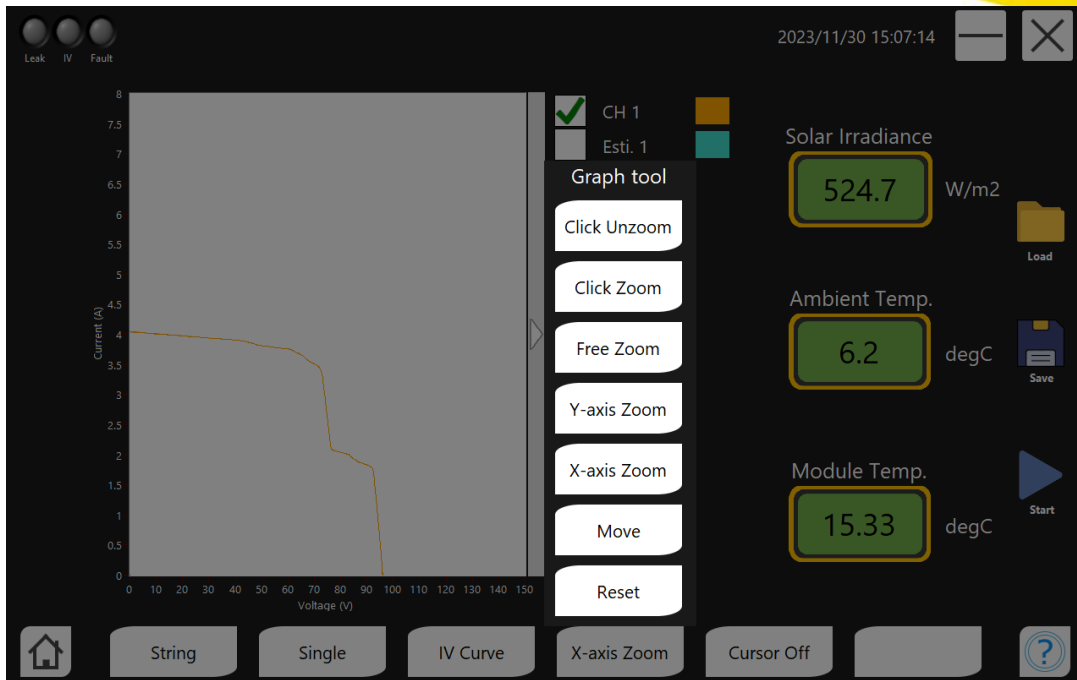 2023/11/30 15:07:14
Leak IV Fault
8
7.5
7
6.5
6
5.5
5
4.5
4
3.5
3
2.5
2
1.5
1
0.5
0
Current (A)
0 10 20 30 40 50 60 70 80 90 100 110 120 130 140 150
Voltage (V)
CH 1
Esti. 1
Graph tool
Click Unzoom
Click Zoom
Free Zoom
Y-axis Zoom
X-axis Zoom
Move
Reset
Solar Irradiance
524.7 W/m2
Ambient Temp.
6.2 degC
Module Temp.
15.33 degC
Load
Save
Start
String Single IV Curve X-axis Zoom Cursor Off ?